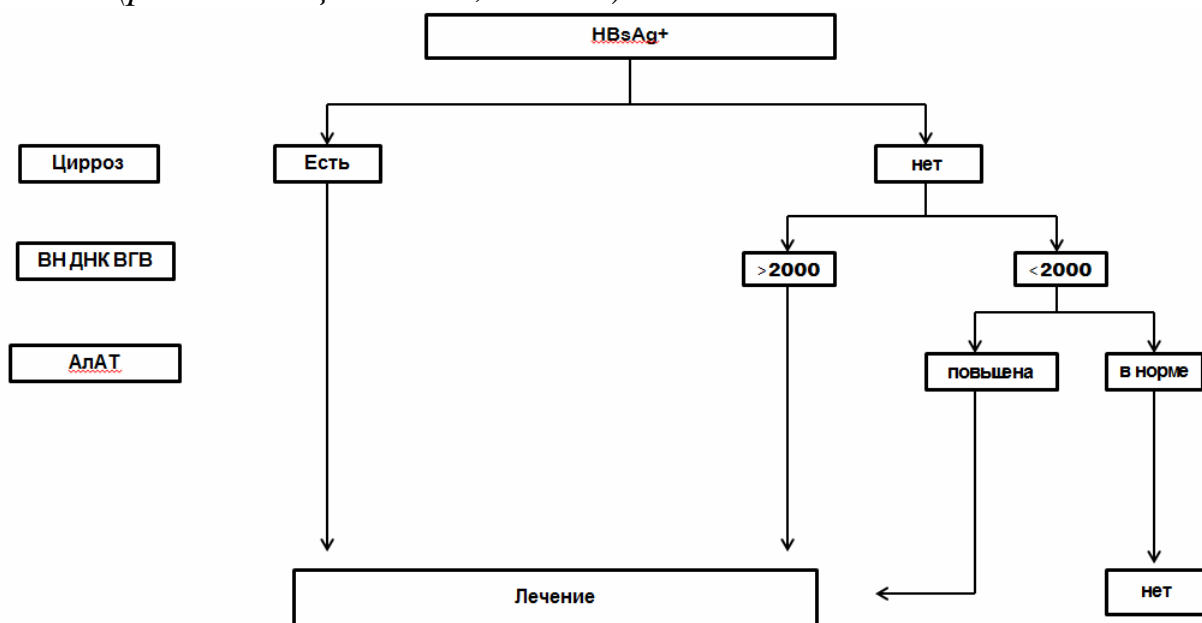 HBsAg+
Цирроз
Есть
нет
ВН ДНК ВГВ
>2000
<2000
АлАТ
повышена
в норме
Лечение
нет